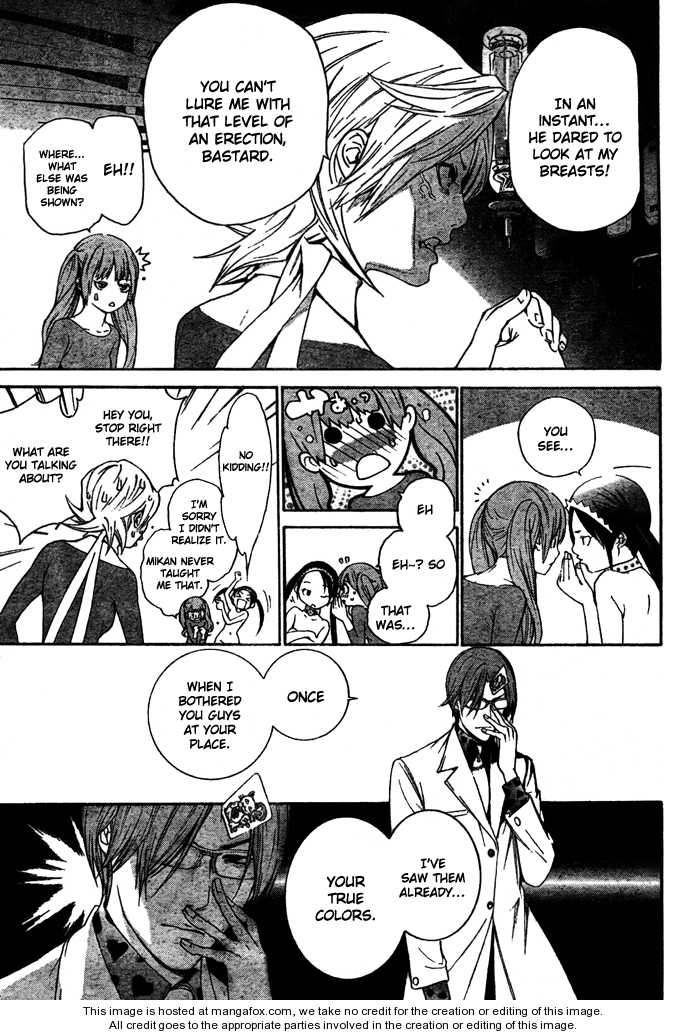 IN AN
INSTANT...
HE DARED TO
LOOK AT MY
BREASTS!
YOU CAN'T
LURE ME WITH
THAT LEVEL OF
AN ERECTION,
BASTARD.
EH!!
WHERE...
WHAT
ELSE WAS
BEING
SHOWN?
YOU
SEE...
EH
EH~? SO
THAT
WAS...
NO
KIDDING!!
I'M
SORRY
I DIDN'T
REALIZE IT.
MIKAN NEVER
TAUGHT
ME THAT.
HEY YOU,
STOP RIGHT
THERE!!
WHAT ARE
YOU TALKING
ABOUT?
ONCE
WHEN I
BOTHERED
YOU GUYS
AT YOUR
PLACE.
I'VE
SAW THEM
ALREADY...
YOUR
TRUE
COLORS.
This image is hosted at mangafox.com, we take no credit for the creation or editing of this image.
All credit goes to the appropriate parties involved in the creation or editing of this image.